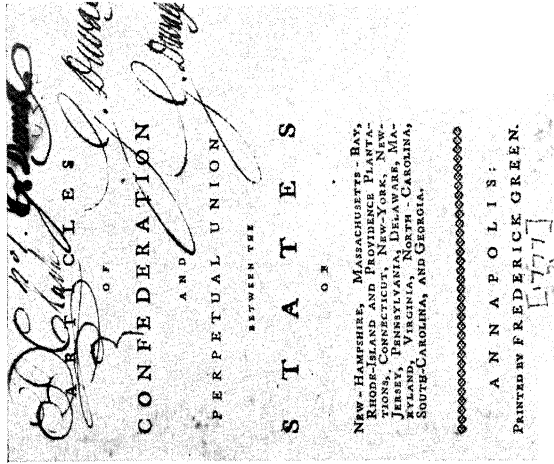 ARTICLES
OF
CONFEDERATION
AND
PERPETUAL UNION
BETWEEN THE
STATES
OF
NEW-HAMPSHIRE, MASSACHUSETTS-BAY,
RHODE-ISLAND AND PROVIDENCE PLANTA-
TIONS, CONNECTICUT, NEW-YORK, NEW-
JERSEY, PENNSYLVANIA, DELAWARE, MA-
RYLAND, VIRGINIA, NORTH-CAROLINA,
SOUTH-CAROLINA, AND GEORGIA.
ANNAPOLIS:
PRINTED BY FREDERICK GREEN.
[1777]